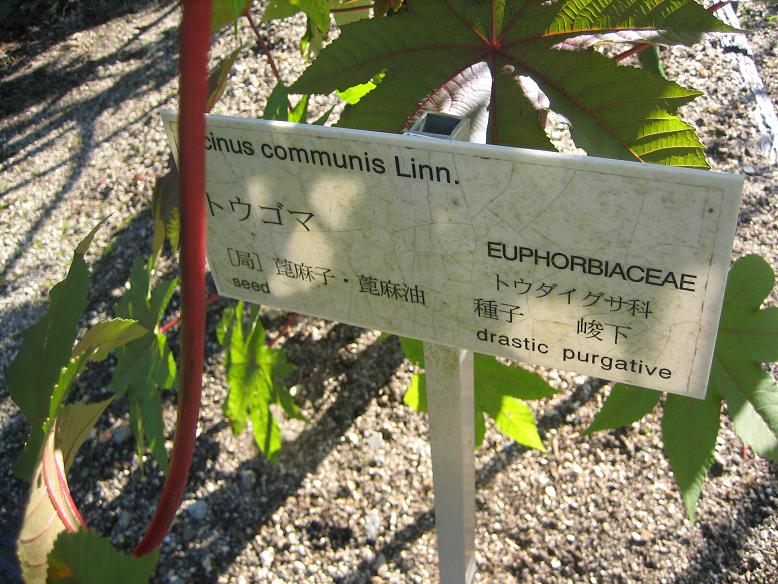 cinus communis Linn.
トウゴマ
EUPHORBIACEAE
トウダイグサ科
［局］ 蓖麻子・蓖麻油
種子 峻下
seed
drastic purgative